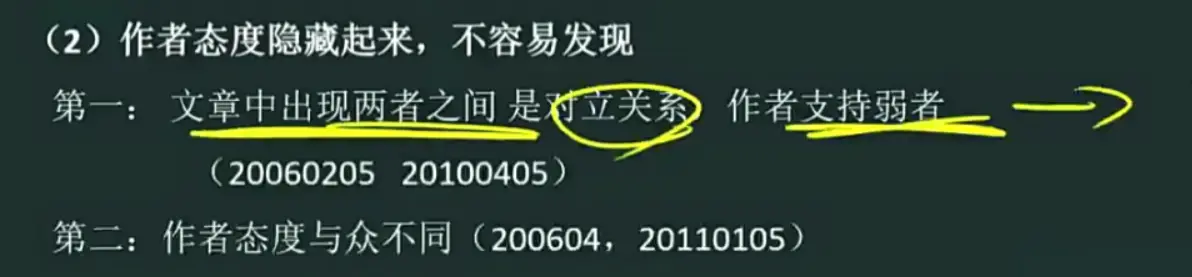 （2）作者态度隐藏起来，不容易发现
第一： 文章中出现两者之间 是对立关系 作者支持弱者
（20060205 20100405）
第二：作者态度与众不同（200604，20110105）